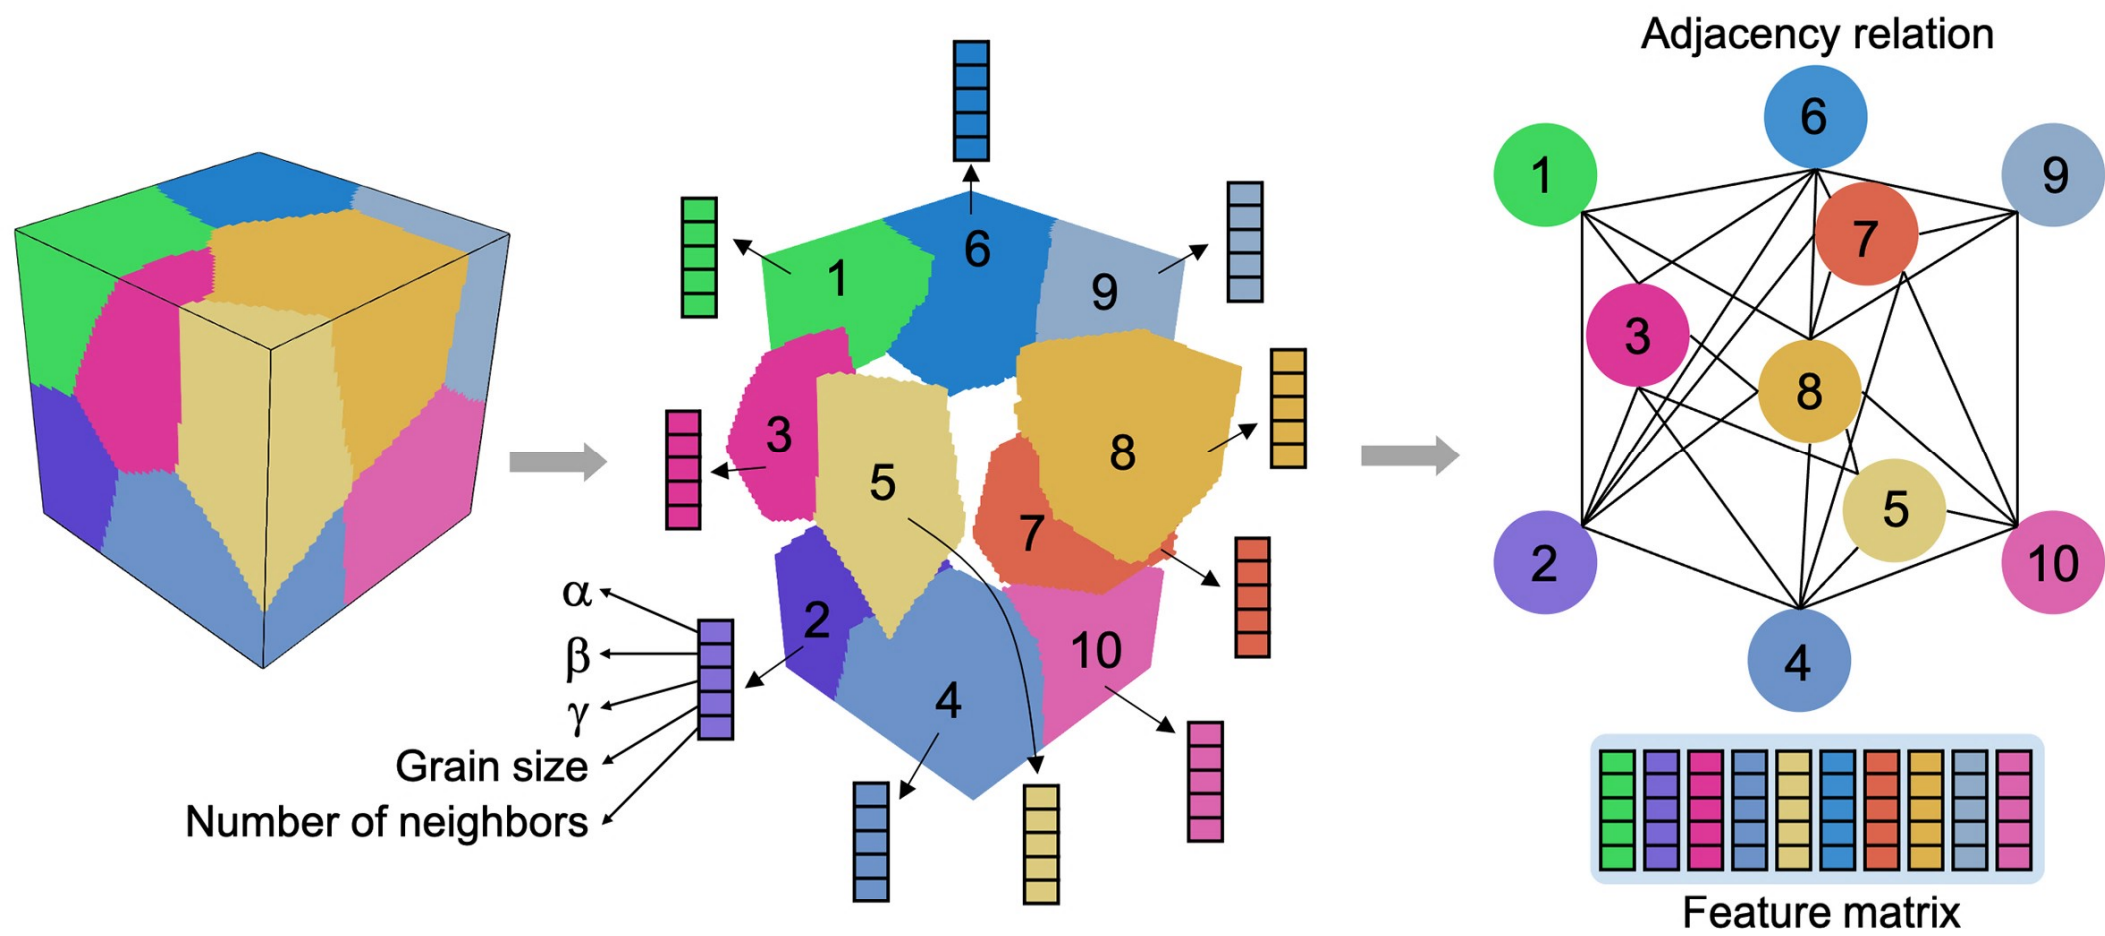 Adjacency relation
6
1
9
7
3
8
5
2
10
4
6
1
9
3
8
5
7
2
10
4
α
β
γ
Grain size
Number of neighbors
Feature matrix